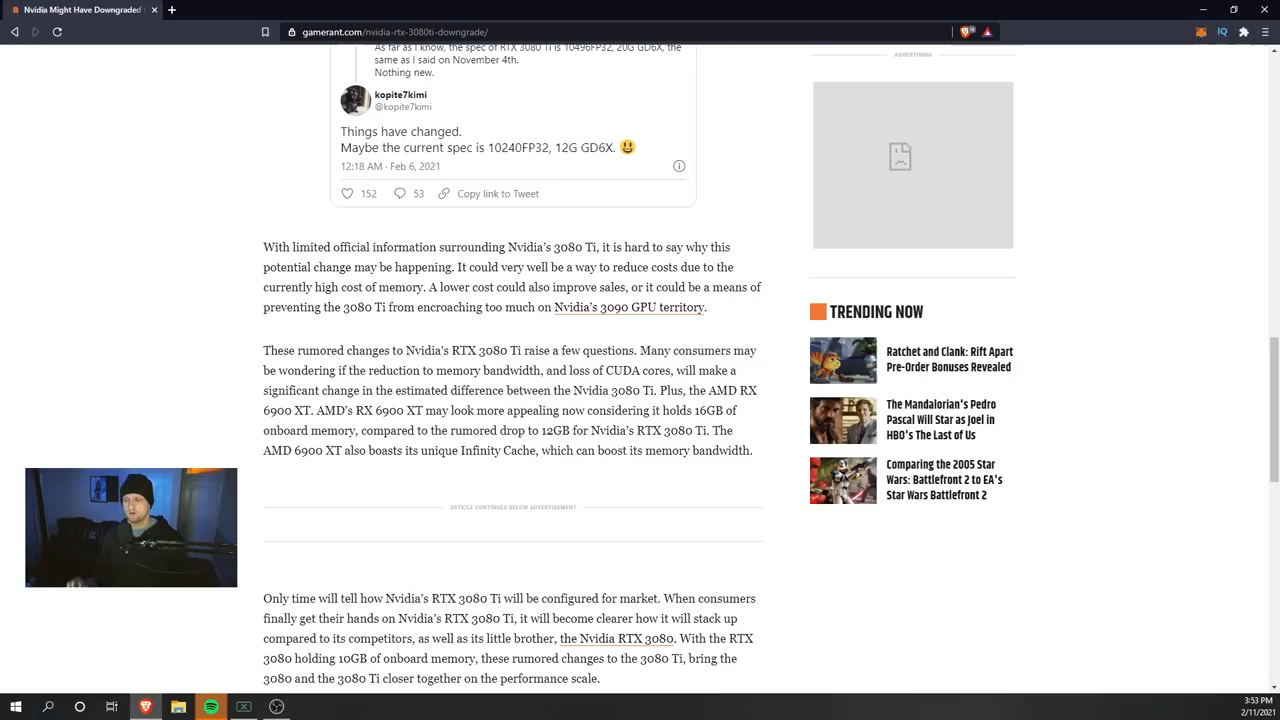 Nvidia Might Have Downgraded
gamerant.com/nvidia-rtx-3080ti-downgrade/
As far as I know, the spec of RTX 3080 Ti is 10496FP32, 20G GD6X, the
same as I said on November 4th.
Nothing new.
kopite7kimi
@kopite7kimi
Things have changed.
Maybe the current spec is 10240FP32, 12G GD6X. 😃
12:18 AM · Feb 6, 2021
152
53
Copy link to Tweet
With limited official information surrounding Nvidia's 3080 Ti, it is hard to say why this
potential change may be happening. It could very well be a way to reduce costs due to the
currently high cost of memory. A lower cost could also improve sales, or it could be a means of
preventing the 3080 Ti from encroaching too much on Nvidia's 3090 GPU territory.
These rumored changes to Nvidia's RTX 3080 Ti raise a few questions. Many consumers may
be wondering if the reduction to memory bandwidth, and loss of CUDA cores, will make a
significant change in the estimated difference between the Nvidia 3080 Ti. Plus, the AMD RX
6900 XT. AMD's RX 6900 XT may look more appealing now considering it holds 16GB of
onboard memory, compared to the rumored drop to 12GB for Nvidia's RTX 3080 Ti. The
AMD 6900 XT also boasts its unique Infinity Cache, which can boost its memory bandwidth.
ARTICLE CONTINUES BELOW ADVERTISEMENT
Only time will tell how Nvidia's RTX 3080 Ti will be configured for market. When consumers
finally get their hands on Nvidia's RTX 3080 Ti, it will become clearer how it will stack up
compared to its competitors, as well as its little brother, the Nvidia RTX 3080. With the RTX
3080 holding 10GB of onboard memory, these rumored changes to the 3080 Ti, bring the
3080 and the 3080 Ti closer together on the performance scale.
ADVERTISING
TRENDING NOW
Ratchet and Clank: Rift Apart
Pre-Order Bonuses Revealed
The Mandalorian's Pedro
Pascal Will Star as Joel in
HBO's The Last of Us
Comparing the 2005 Star
Wars: Battlefront 2 to EA's
Star Wars Battlefront 2
IQ
3:53 PM
2/11/2021